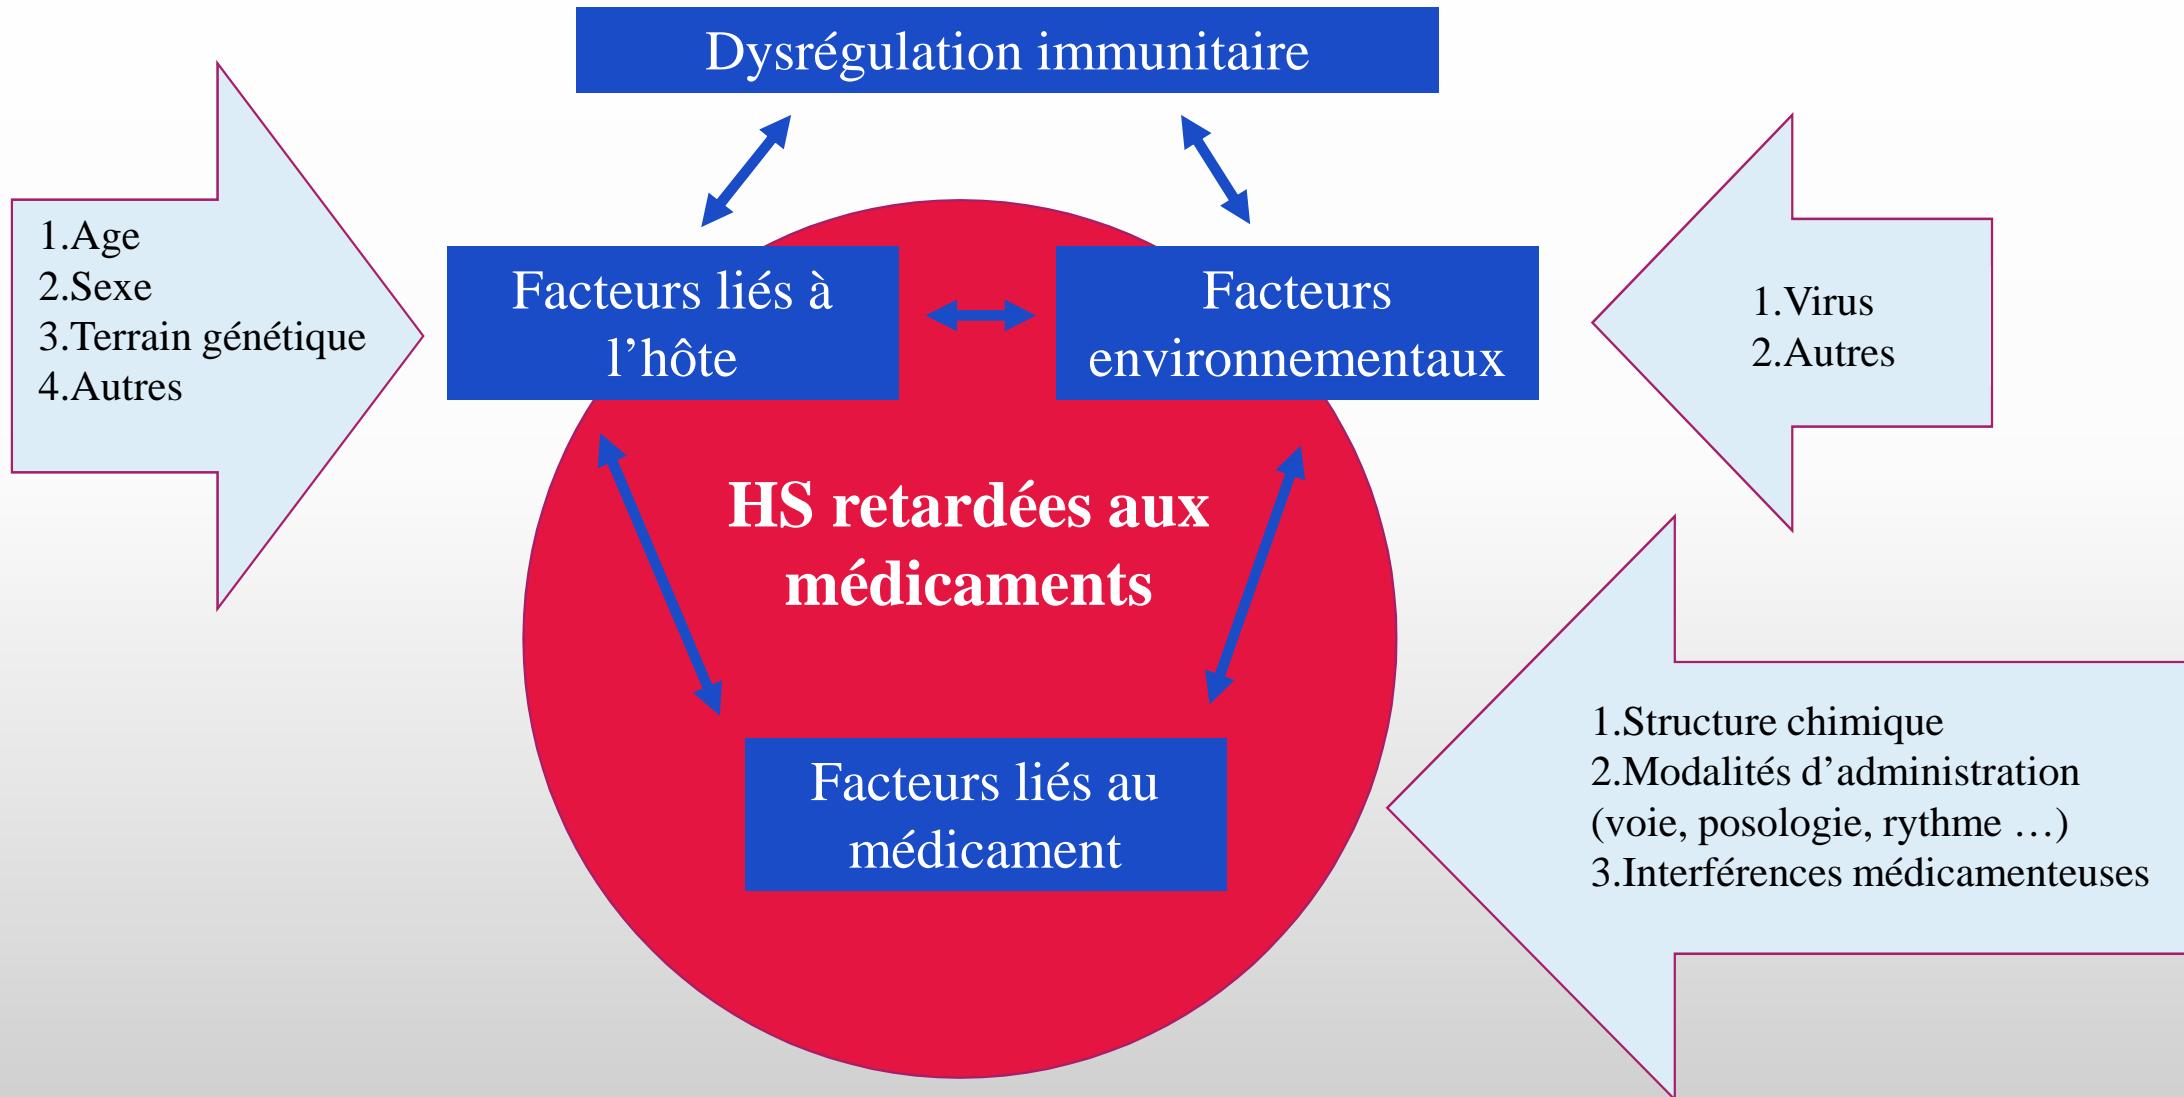 Dysrégulation immunitaire
1.Age
2.Sexe
3.Terrain génétique
4.Autres
Facteurs liés à
l’hôte
Facteurs
environnementaux
1.Virus
2.Autres
HS retardées aux
médicaments
Facteurs liés au
médicament
1.Structure chimique
2.Modalités d’administration
(voie, posologie, rythme …)
3.Interférences médicamenteuses